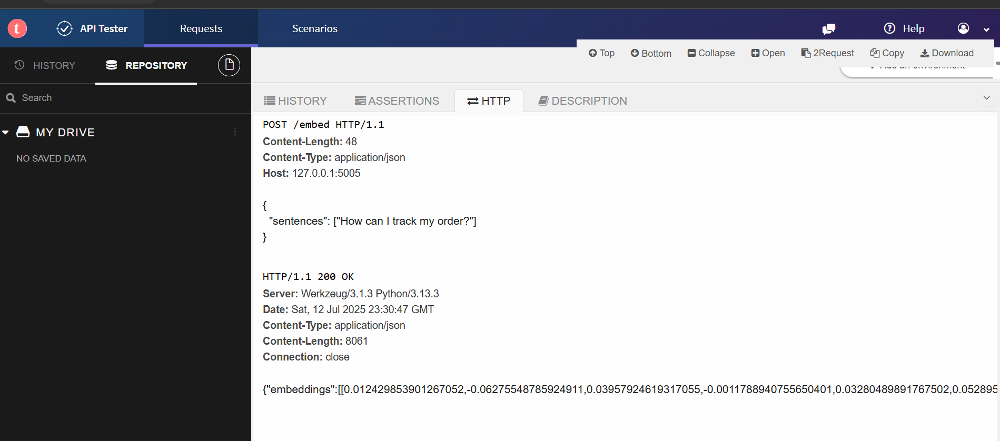 t API Tester Requests Scenarios Help
Top Bottom Collapse Open 2Request Copy Download
HISTORY REPOSITORY
Add an environment
Search
HISTORY ASSERTIONS HTTP DESCRIPTION
MY DRIVE
NO SAVED DATA
POST /embed HTTP/1.1
Content-Length: 48
Content-Type: application/json
Host: 127.0.0.1:5005
{
"sentences": ["How can I track my order?"]
}
HTTP/1.1 200 OK
Server: Werkzeug/3.1.3 Python/3.13.3
Date: Sat, 12 Jul 2025 23:30:47 GMT
Content-Type: application/json
Content-Length: 8061
Connection: close
{"embeddings":[[0.012429853901267052,-0.06275548785924911,0.03957924619317055,-0.0011788940755650401,0.03280489891767502,0.052895